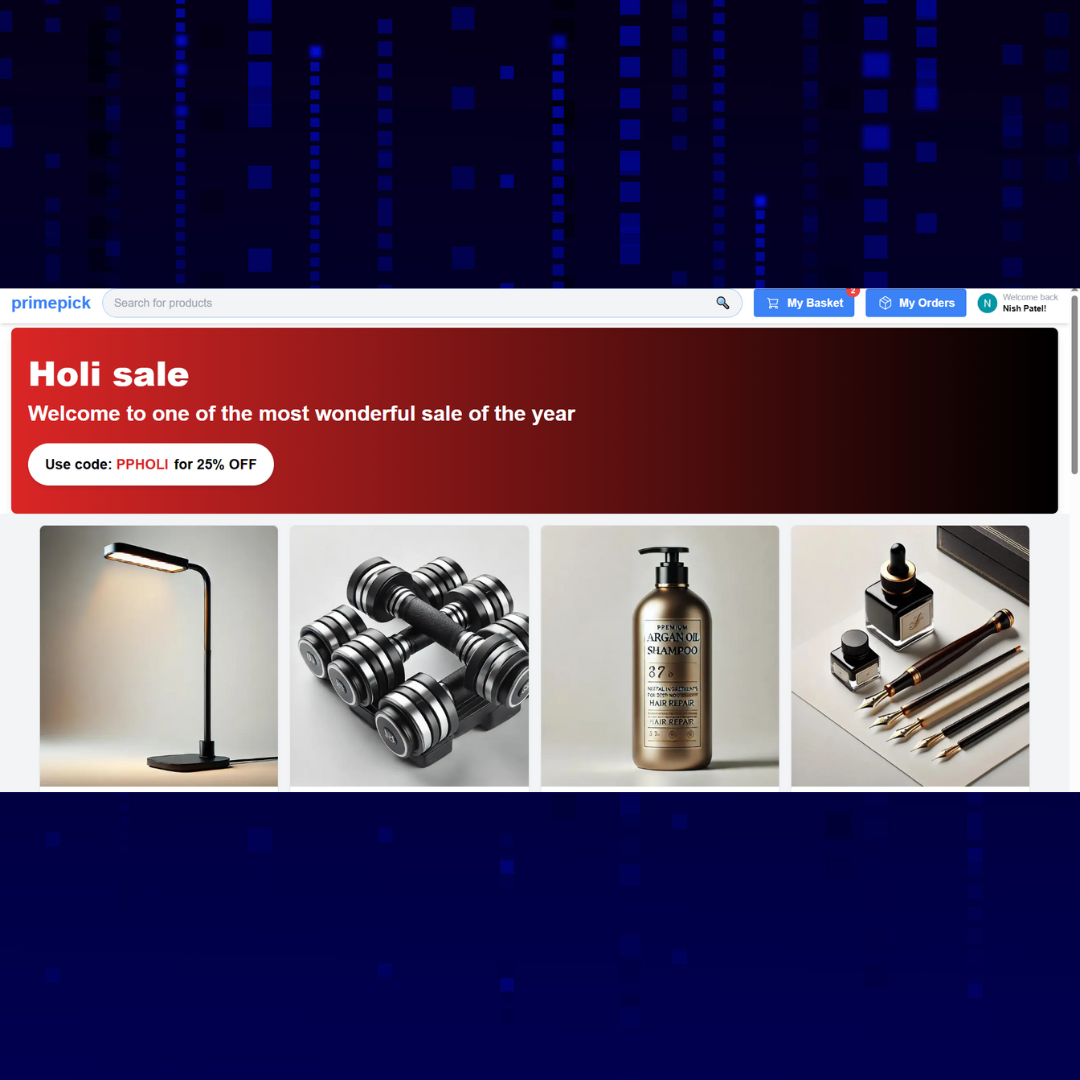 primepick
Search for products
My Basket
2
My Orders
N
Welcome back
Nish Patel!
Holi sale
Welcome to one of the most wonderful sale of the year
Use code: PPHOLI for 25% OFF
PREMIUM
ARGAN OIL
SHAMPOO
HAIR REPAIR
HAIR REPAIR